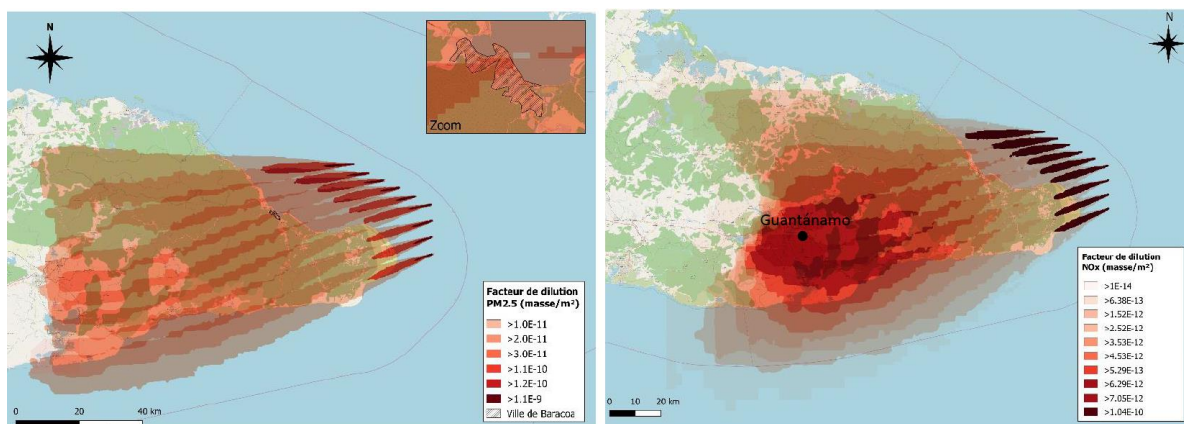 N
Zoom
Facteur de dilution
PM2.5 (masse/m²)
>1.0E-11
>2.0E-11
>3.0E-11
>1.1E-10
>1.2E-10
>1.1E-9
Ville de Baracoa
0 20 40 km
N
Guantánamo
Facteur de dilution
NOx (masse/m²)
>1E-14
>6.38E-13
>1.52E-12
>2.52E-12
>3.53E-12
>4.53E-12
>5.29E-13
>6.29E-12
>7.05E-12
>1.04E-10
0 10 20 km